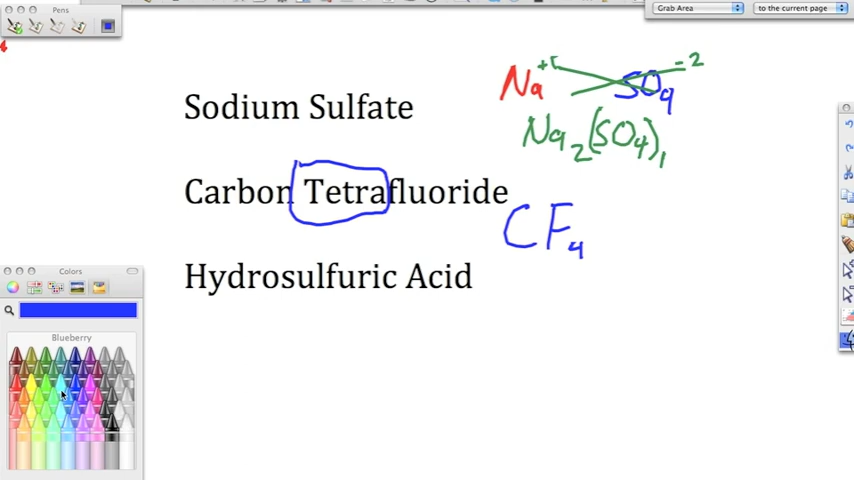 Pens
Grab Area
to the current page
Na +1 SO4 -2
Sodium Sulfate
Na2(SO4)1
Carbon Tetrafluoride
CF4
Hydrosulfuric Acid
Colors
Blueberry